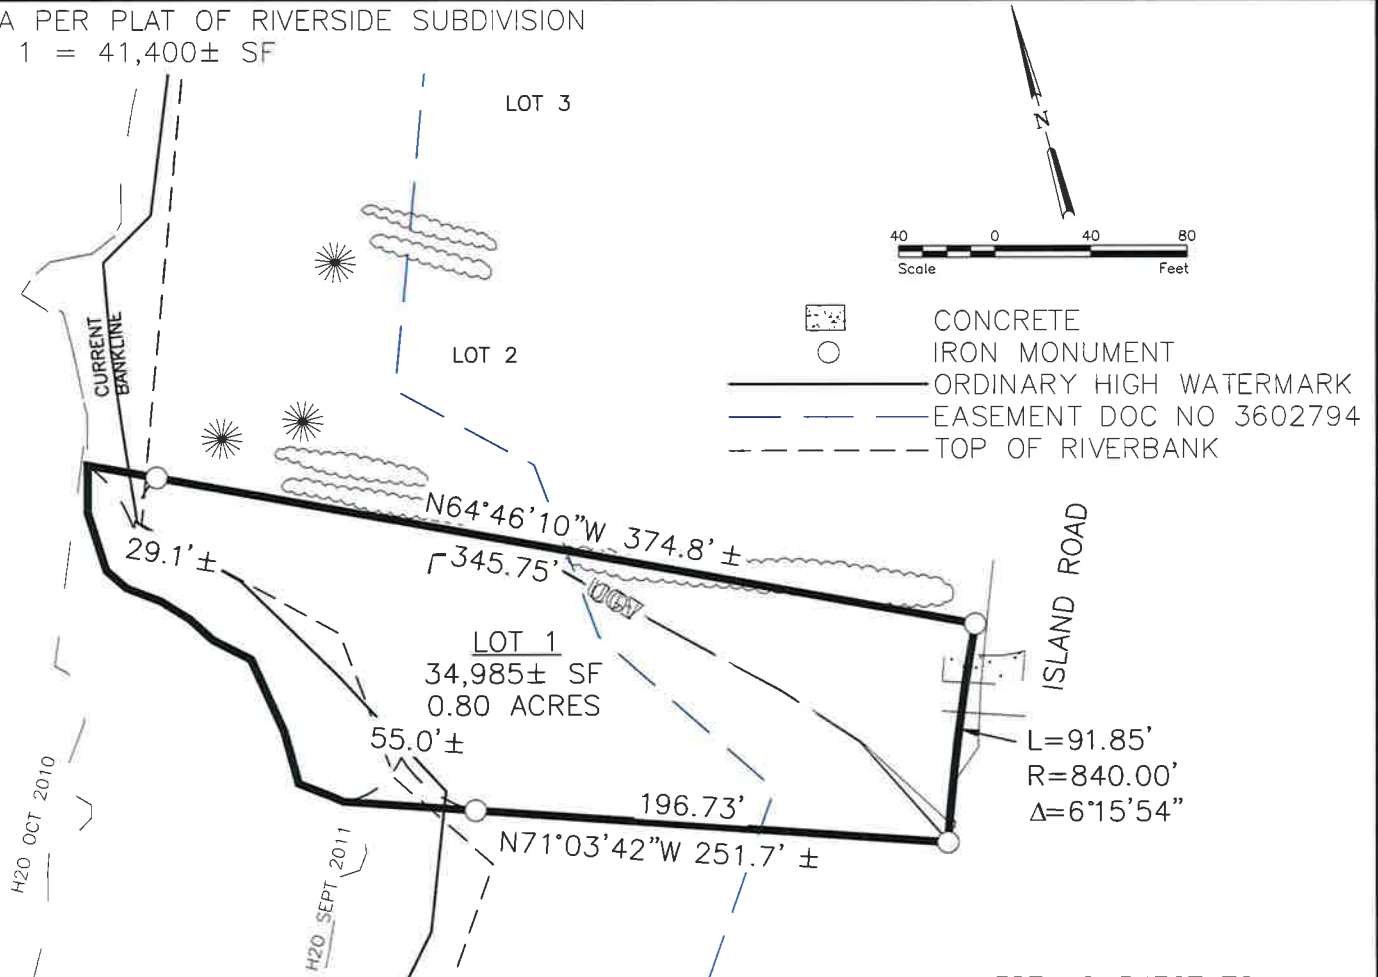 A PER PLAT OF RIVERSIDE SUBDIVISION
1 = 41,400± SF
LOT 3
N
40 0 40 80
Scale Feet
CONCRETE
IRON MONUMENT
ORDINARY HIGH WATERMARK
EASEMENT DOC NO 3602794
TOP OF RIVERBANK
CURRENT
BANKLINE
LOT 2
N64°46'10"W 374.8' ±
29.1'±
345.75'
ISLAND ROAD
LOT 1
34,985± SF
0.80 ACRES
55.0'±
L=91.85'
R=840.00'
Δ=6°15'54"
196.73'
N71°03'42"W 251.7' ±
H20 OCT 2010
H20 SEPT 2011